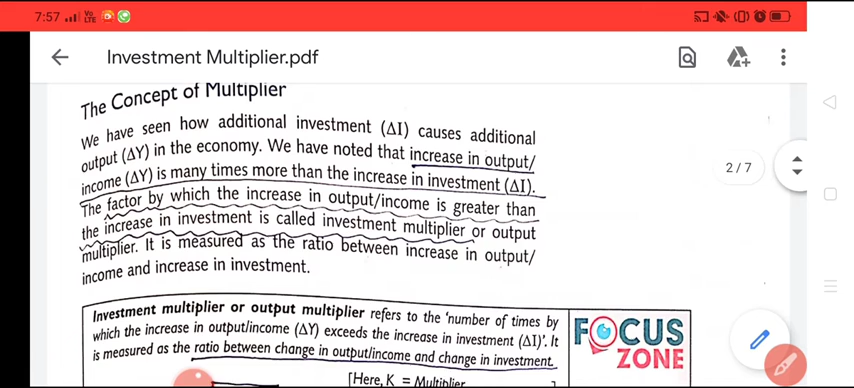 7:57 Vo LTE
Investment Multiplier.pdf
The Concept of Multiplier
We have seen how additional investment (ΔI) causes additional
output (ΔY) in the economy. We have noted that increase in output/
income (ΔY) is many times more than the increase in investment (ΔI).
The factor by which the increase in output/income is greater than
the increase in investment is called investment multiplier or output
multiplier. It is measured as the ratio between increase in output/
income and increase in investment.
2/7
Investment multiplier or output multiplier refers to the 'number of times by
which the increase in output/income (ΔY) exceeds the increase in investment (ΔI)'. It
is measured as the ratio between change in output/income and change in investment.
FOCUS
ZONE
[Here, K = Multiplier